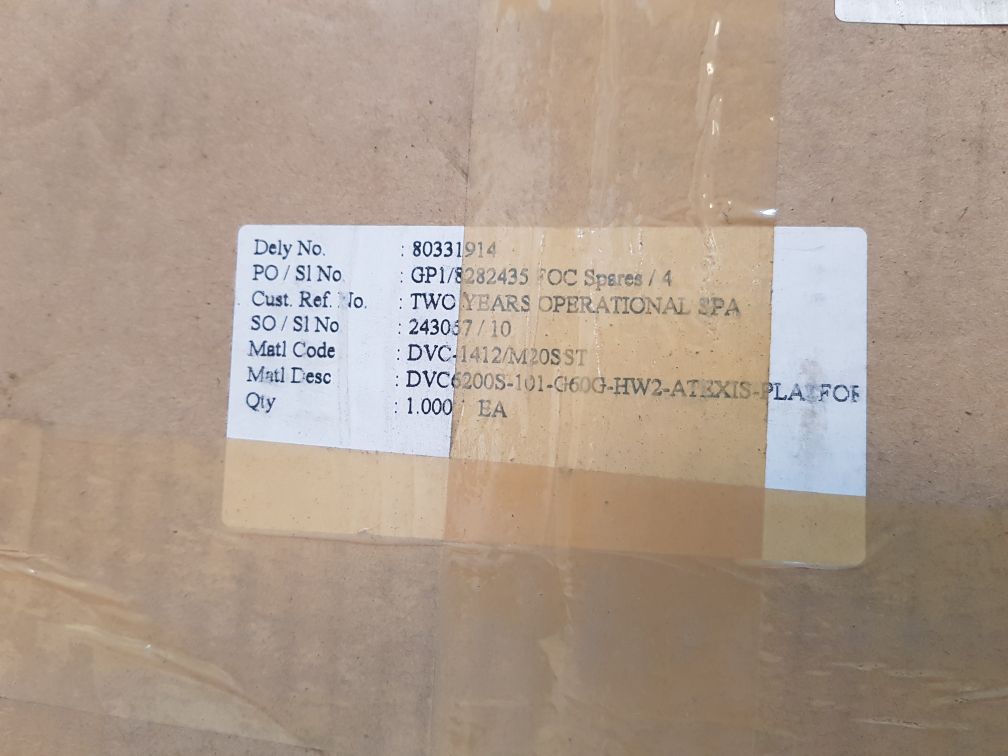 Dely No. : 80331914
PO / Sl No. : GP1/8282435 FOC Spares / 4
Cust. Ref. No. : TWO YEARS OPERATIONAL SPA
SO / Sl No : 243067 / 10
Matl Code : DVC-1412/M20SST
Matl Desc : DVC6200S-101-G60G-HW2-ATEXIS-PLATFOR
Qty : 1.000 EA